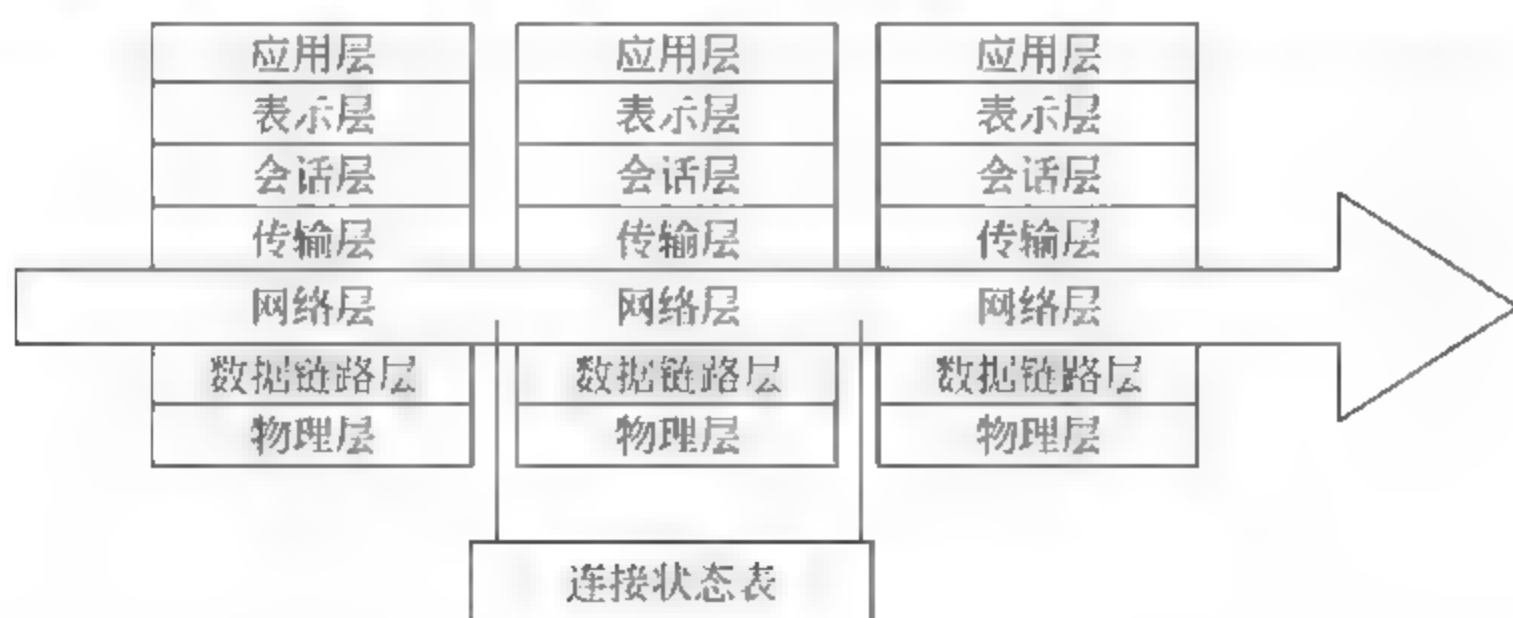 应用层 应用层 应用层
表示层 表示层 表示层
会话层 会话层 会话层
传输层 传输层 传输层
网络层 网络层 网络层
数据链路层 数据链路层 数据链路层
物理层 物理层 物理层
连接状态表